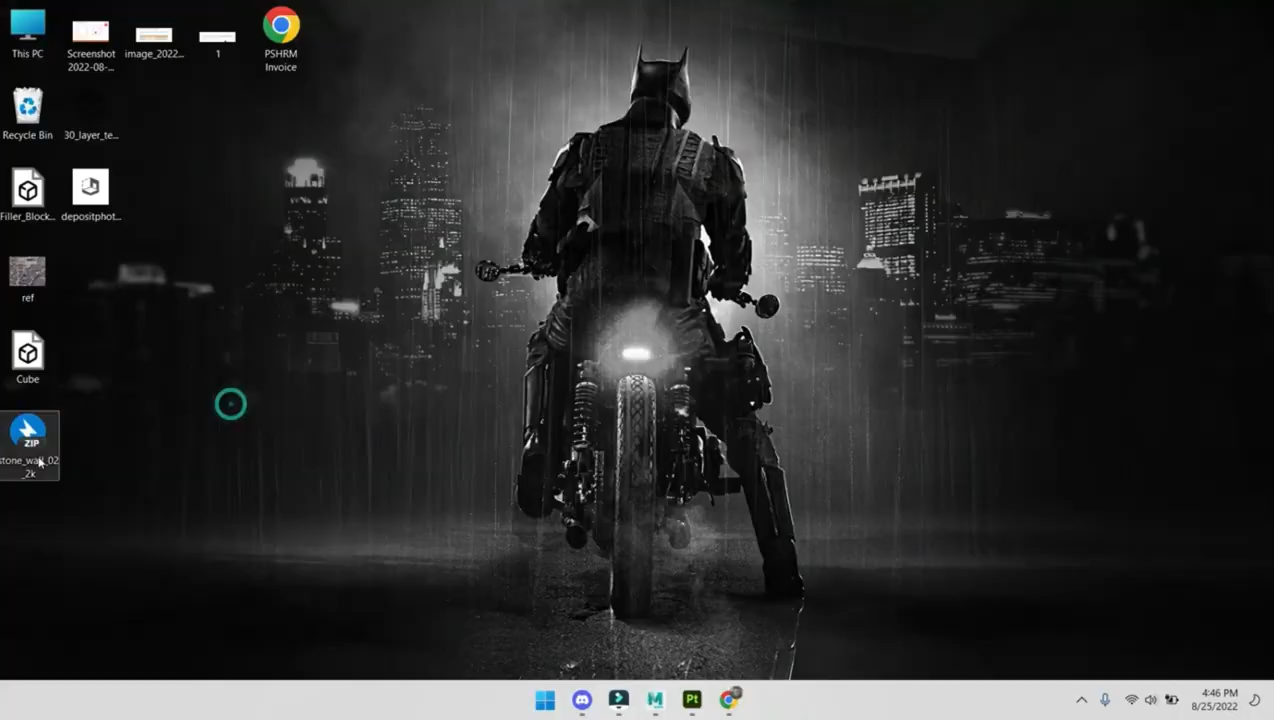 This PC
Screenshot
2022-08-...
image_2022...
1
PSHRM
Invoice
Recycle Bin
30_layer_te...
Filler_Block...
depositphot...
ref
Cube
ZIP
stone_wall_02
_2k
M
Pt
4:46 PM
8/25/2022